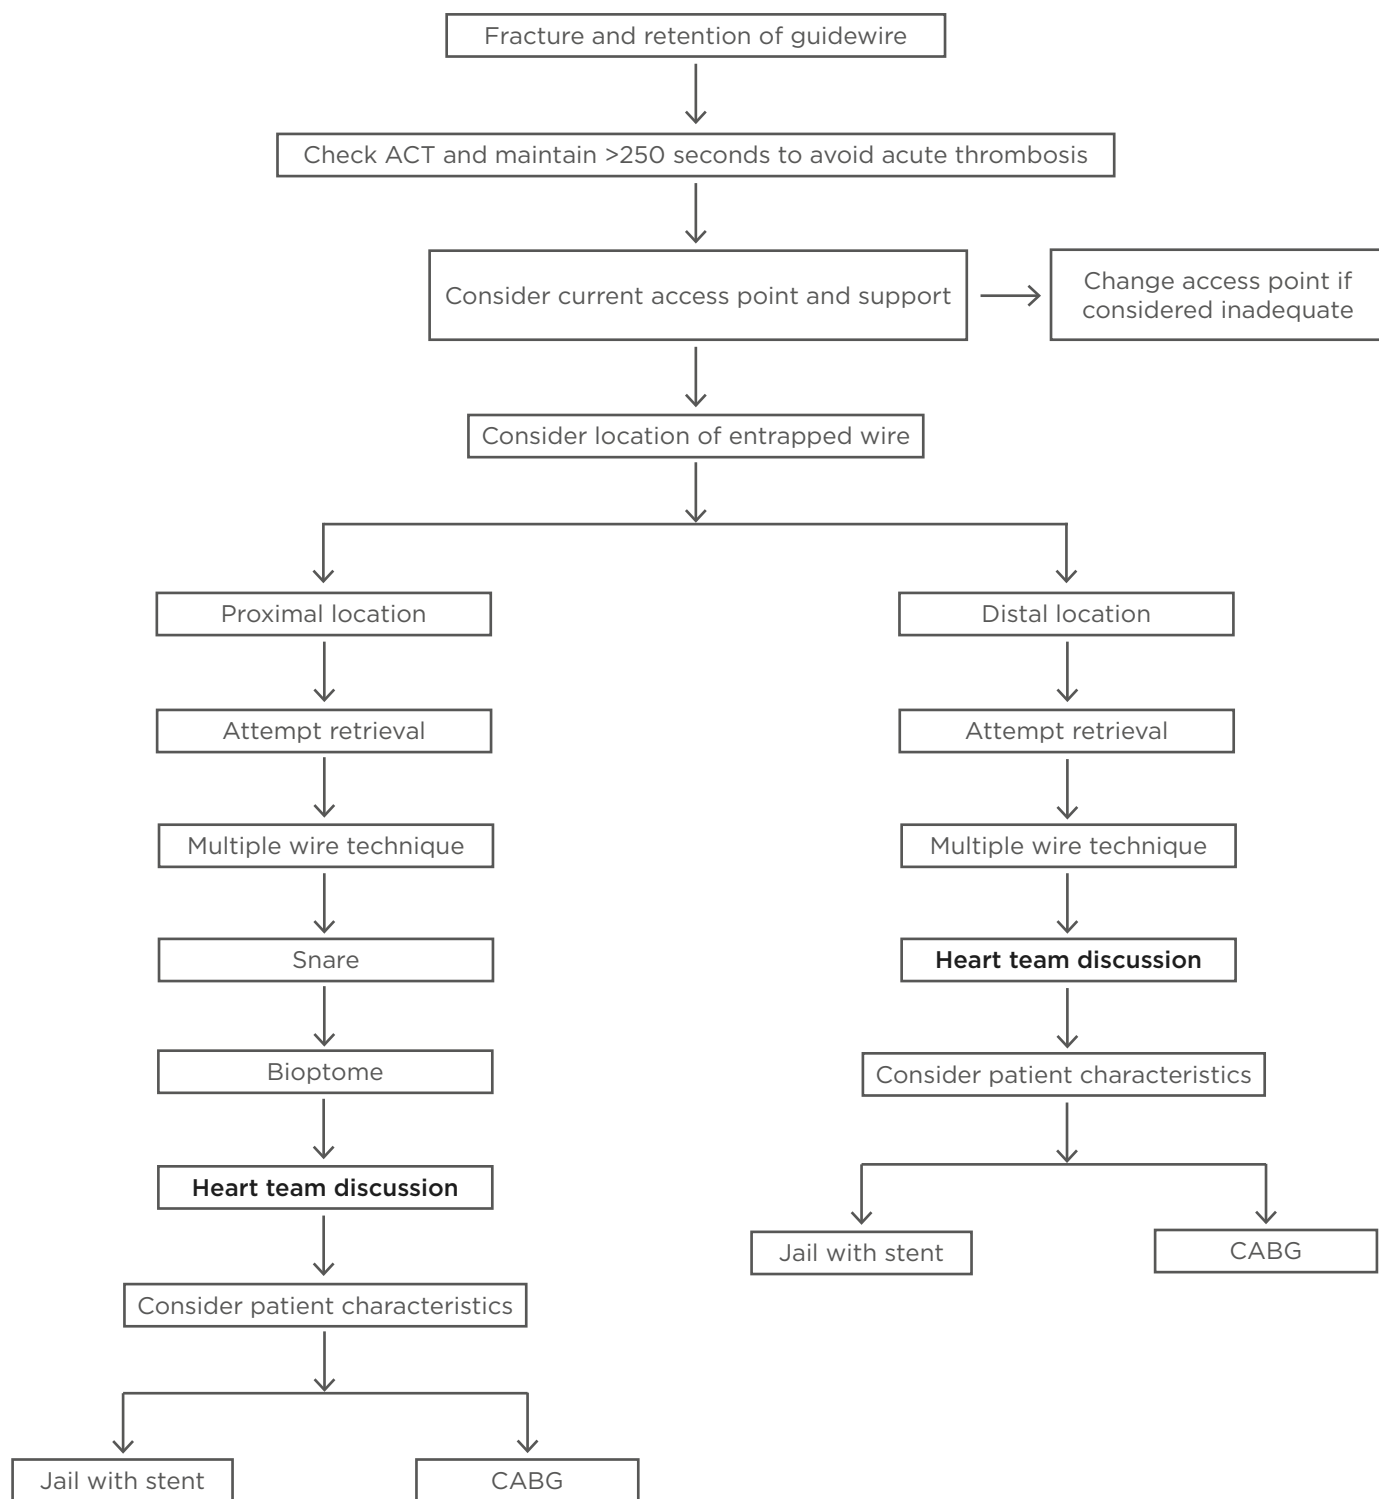 Fracture and retention of guidewire
Check ACT and maintain >250 seconds to avoid acute thrombosis
Consider current access point and support
Change access point if
considered inadequate
Consider location of entrapped wire
Proximal location
Attempt retrieval
Multiple wire technique
Snare
Bioptome
Heart team discussion
Consider patient characteristics
Jail with stent
CABG
Distal location
Attempt retrieval
Multiple wire technique
Heart team discussion
Consider patient characteristics
Jail with stent
CABG